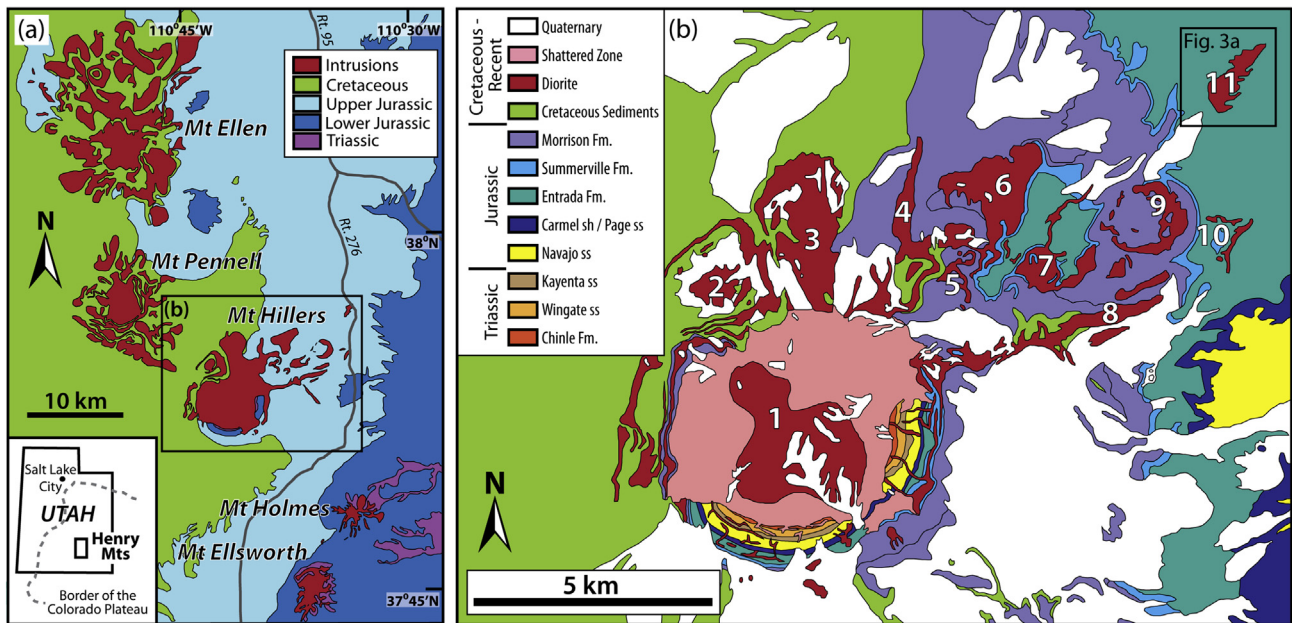 (a)
110°45'W
Rt. 95
110°30'W
Intrusions
Cretaceous
Upper Jurassic
Lower Jurassic
Triassic
Mt Ellen
N
Rt. 276
38°N
Mt Pennell
(b)
Mt Hillers
10 km
Salt Lake
City
UTAH
Henry
Mts
Border of the
Colorado Plateau
Mt Holmes
Mt Ellsworth
37°45'N
(b)
Cretaceous -
Recent
Quaternary
Shattered Zone
Diorite
Cretaceous Sediments
Jurassic
Morrison Fm.
Summerville Fm.
Entrada Fm.
Carmel sh / Page ss
Navajo ss
Triassic
Kayenta ss
Wingate ss
Chinle Fm.
Fig. 3a
11
6
9
4
3
10
7
2
5
8
1
N
5 km